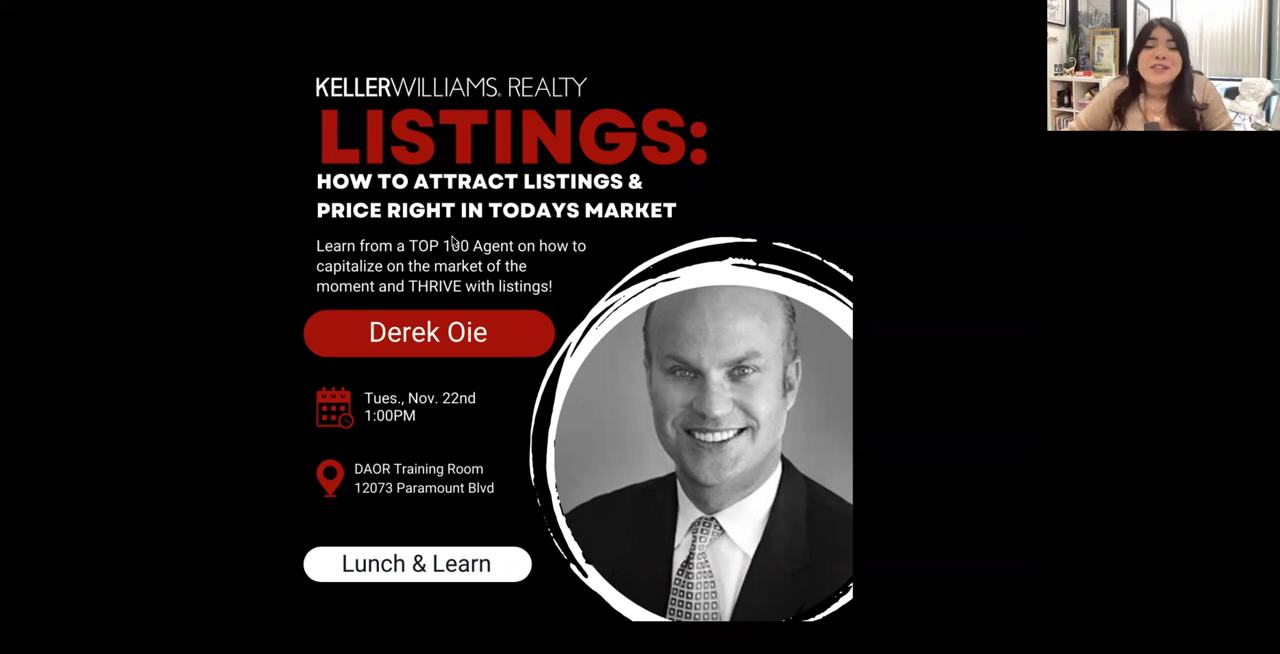 KELLERWILLIAMS. REALTY
LISTINGS:
HOW TO ATTRACT LISTINGS &
PRICE RIGHT IN TODAYS MARKET
Learn from a TOP 100 Agent on how to
capitalize on the market of the
moment and THRIVE with listings!
Derek Oie
Tues., Nov. 22nd
1:00PM
DAOR Training Room
12073 Paramount Blvd
Lunch & Learn